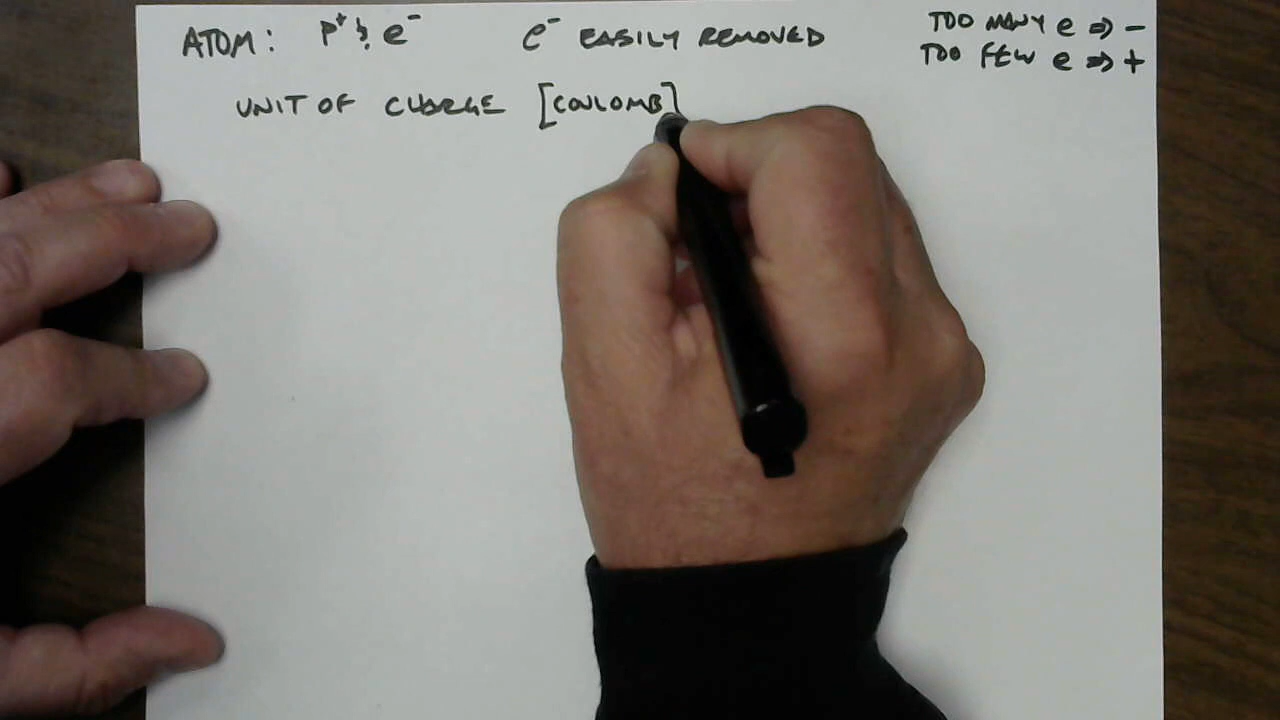 ATOM: p⁺ & e⁻ e⁻ EASILY REMOVED TOO MANY e ⇒ −
TOO FEW e ⇒ +
UNIT OF CHARGE [COULOMB]